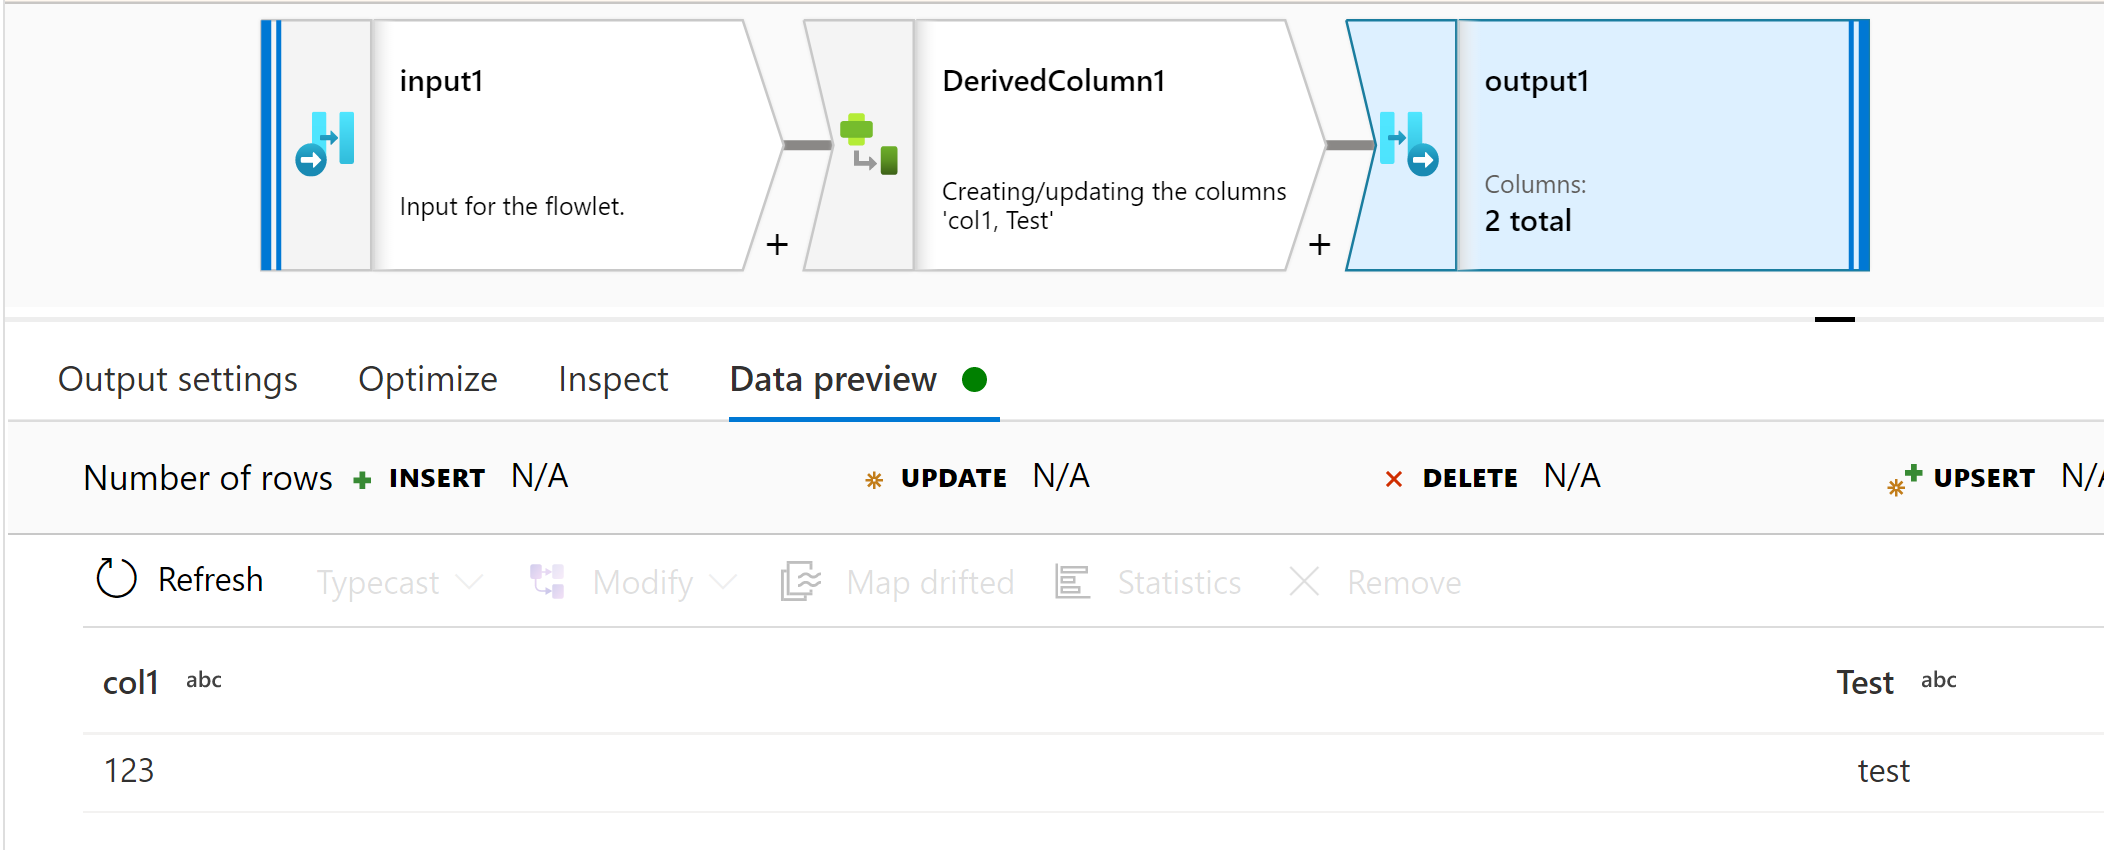 input1
Input for the flowlet.
+
DerivedColumn1
Creating/updating the columns
'col1, Test'
+
output1
Columns:
2 total
Output settings Optimize Inspect Data preview
Number of rows INSERT N/A UPDATE N/A DELETE N/A UPSERT
Refresh Typecast Modify Map drifted Statistics Remove
col1 abc Test abc
123 test